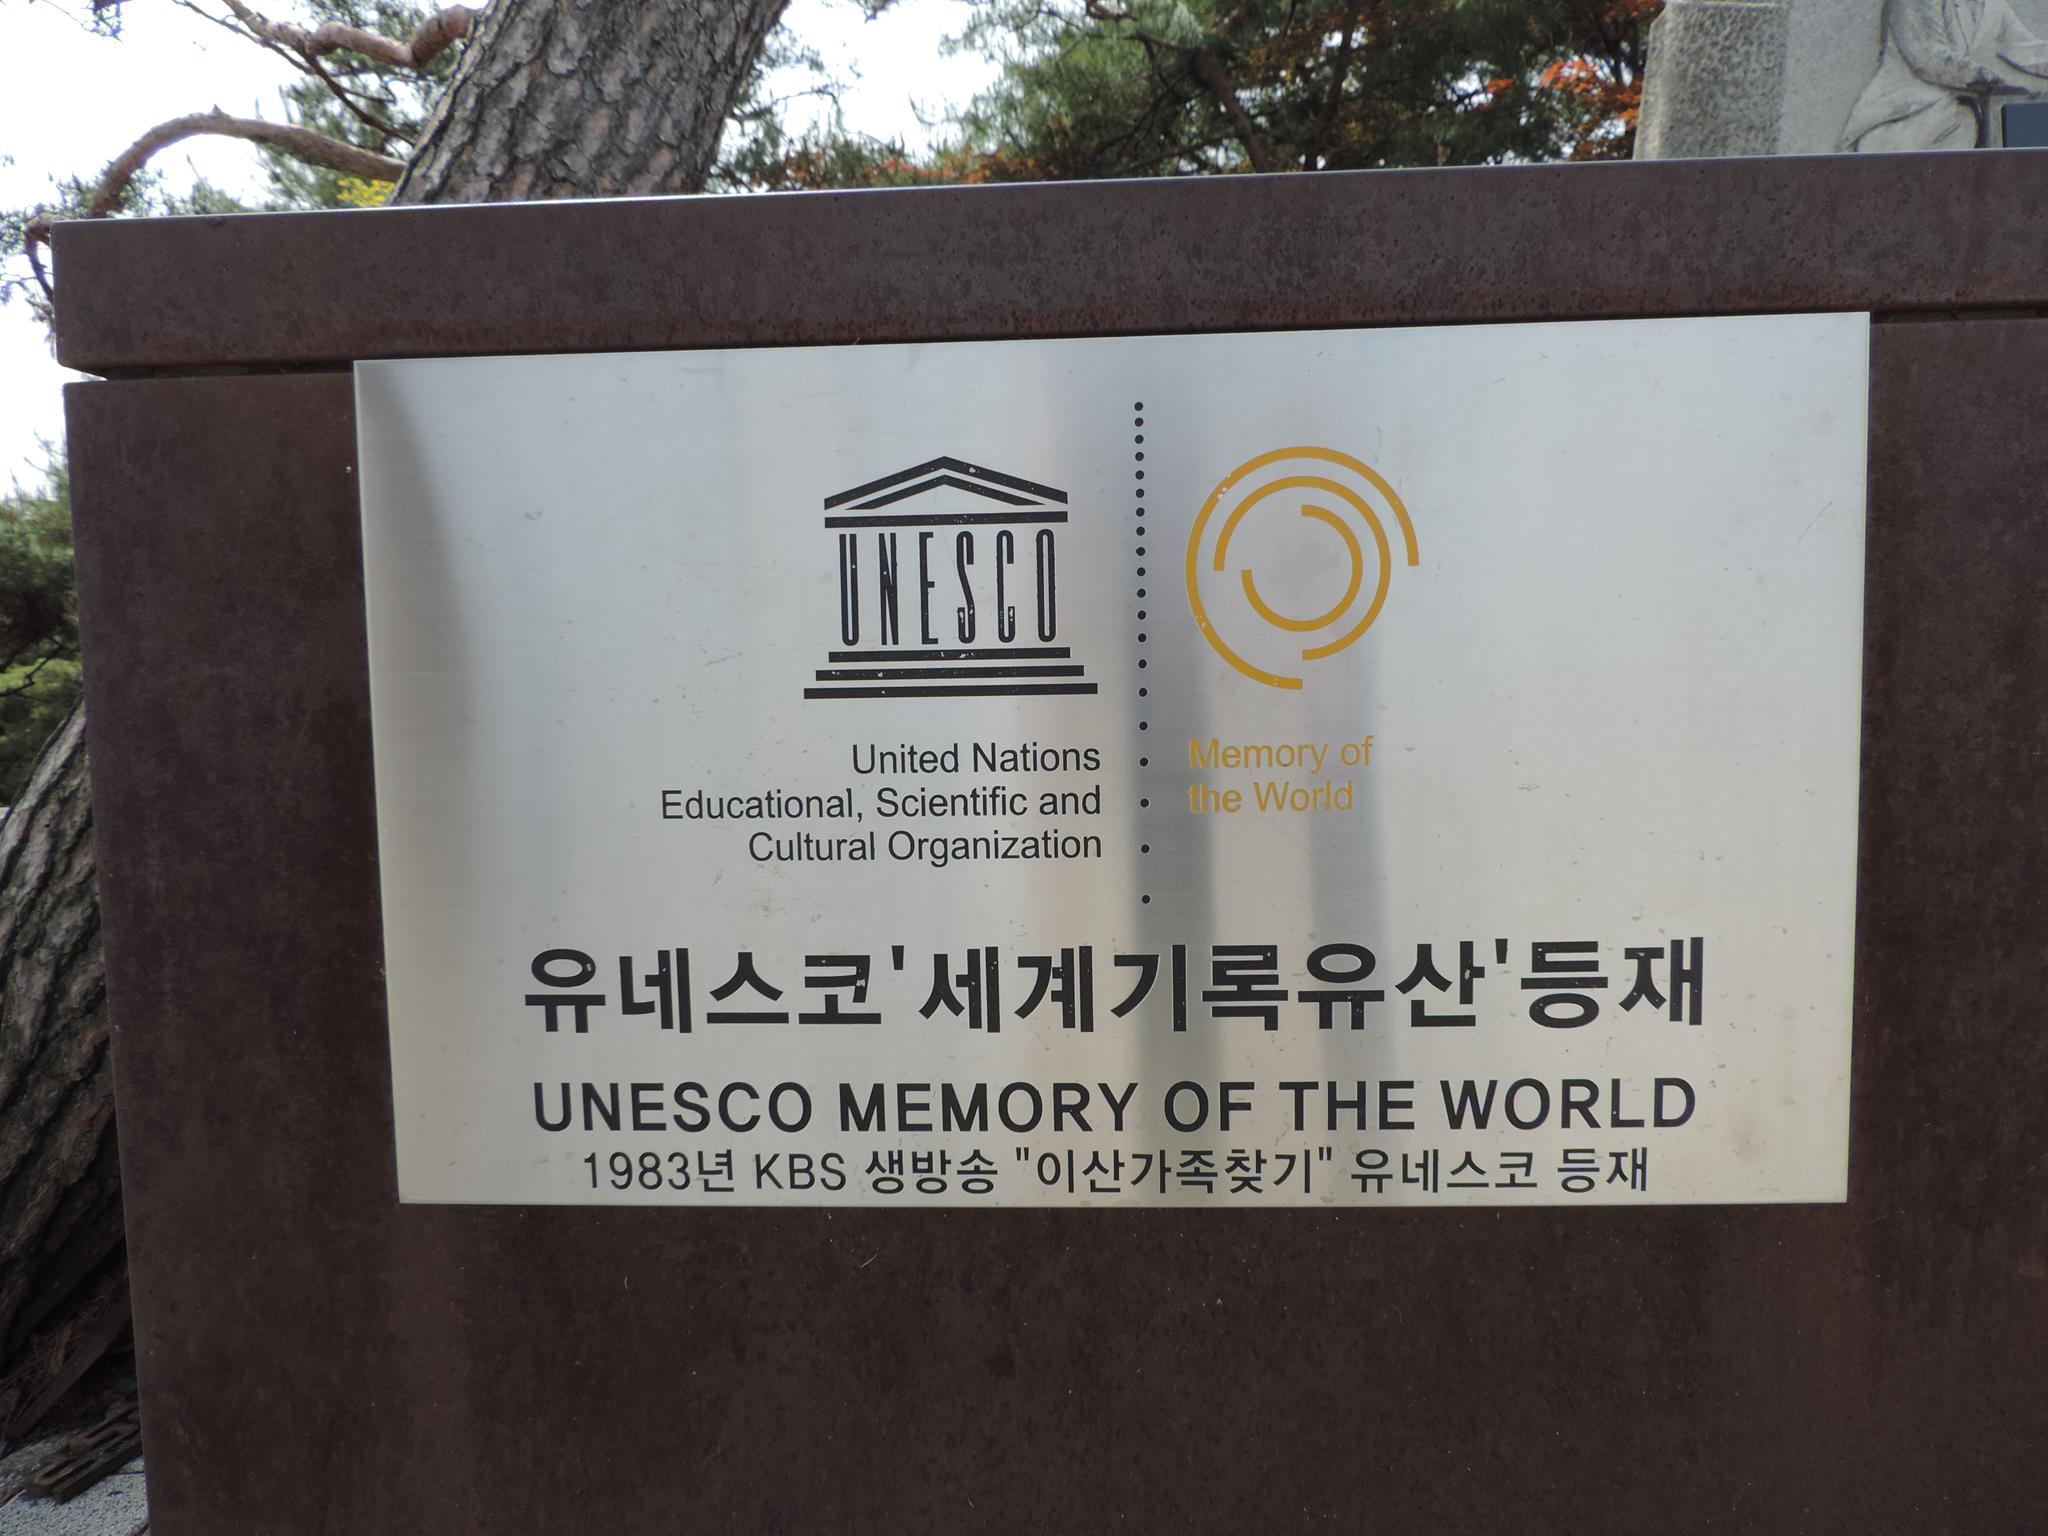 UNESCO
United Nations
Educational, Scientific and
Cultural Organization
Memory of
the World
유네스코'세계기록유산'등재
UNESCO MEMORY OF THE WORLD
1983년 KBS 생방송 "이산가족찾기" 유네스코 등재